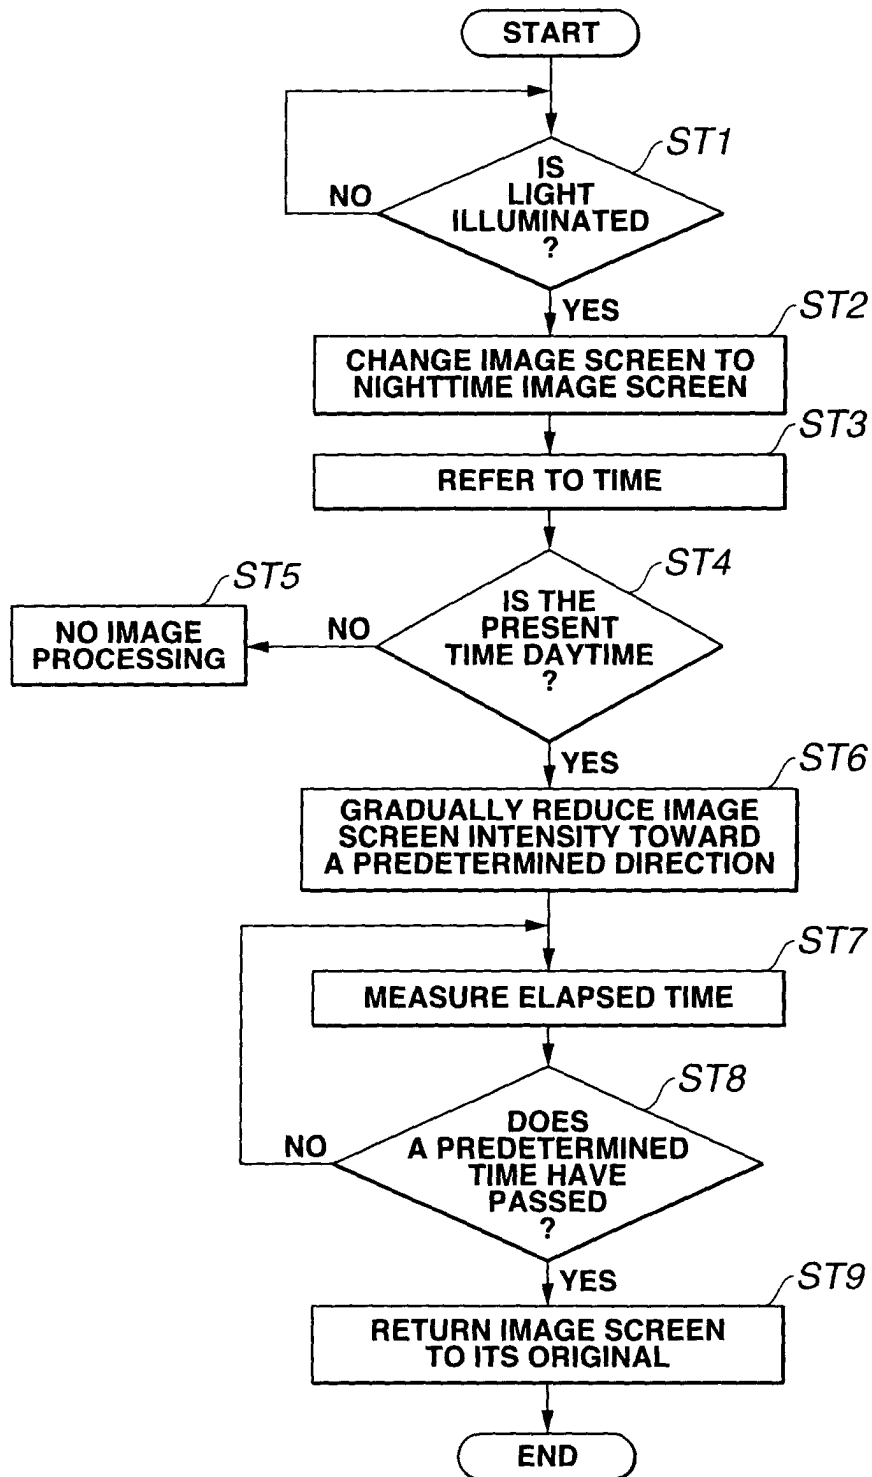 START
ST1
IS
LIGHT
ILLUMINATED
?
NO
YES
ST2
CHANGE IMAGE SCREEN TO
NIGHTTIME IMAGE SCREEN
ST3
REFER TO TIME
ST4
IS THE
PRESENT
TIME DAYTIME
?
NO
ST5
NO IMAGE
PROCESSING
YES
ST6
GRADUALLY REDUCE IMAGE
SCREEN INTENSITY TOWARD
A PREDETERMINED DIRECTION
ST7
MEASURE ELAPSED TIME
ST8
DOES
A PREDETERMINED
TIME HAVE
PASSED
?
NO
YES
ST9
RETURN IMAGE SCREEN
TO ITS ORIGINAL
END